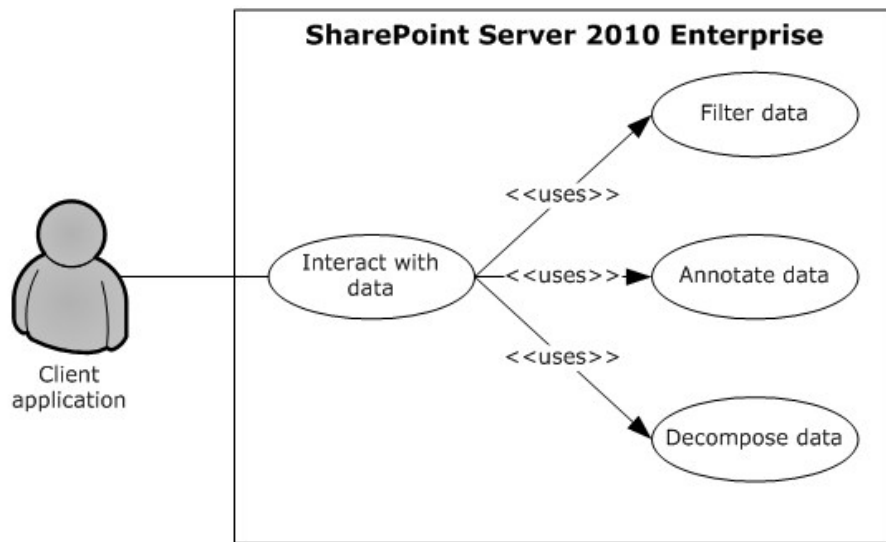 SharePoint Server 2010 Enterprise
Filter data
<<uses>>
Interact with
data
<<uses>>
Annotate data
<<uses>>
Client
application
Decompose data